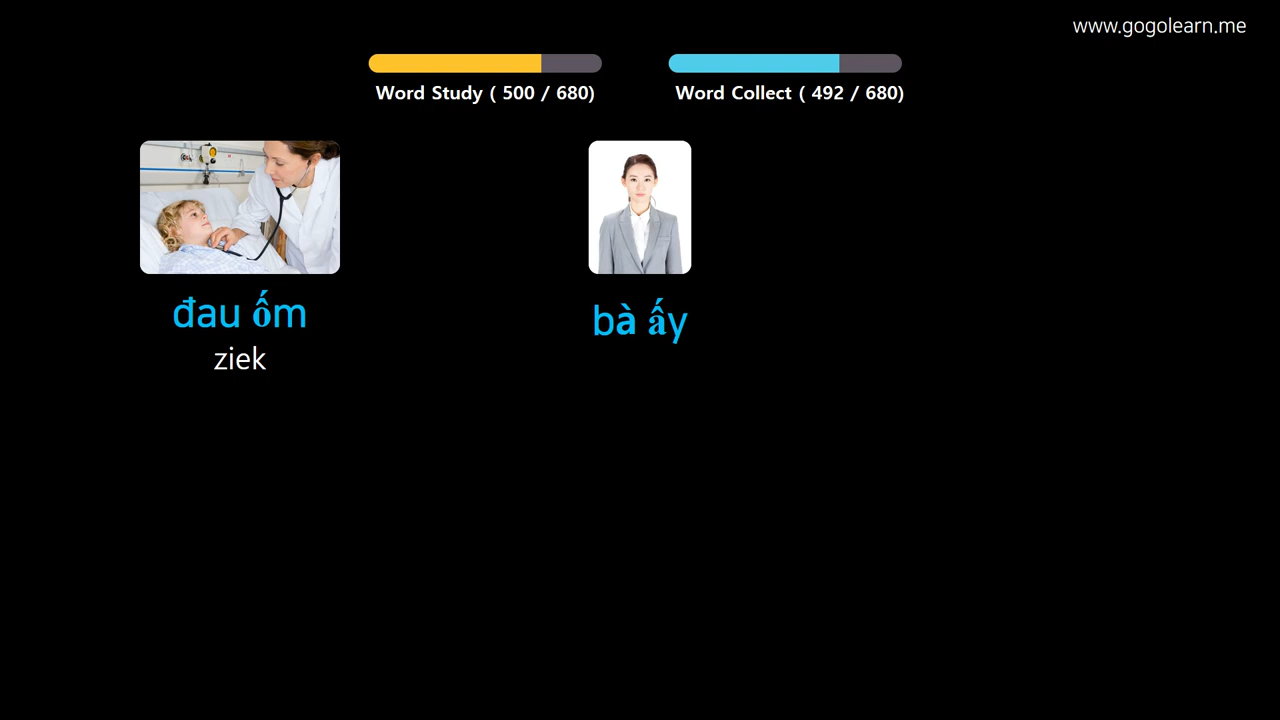 www.gogolearn.me
Word Study ( 500 / 680)
Word Collect ( 492 / 680)
đau ốm
ziek
bà ấy